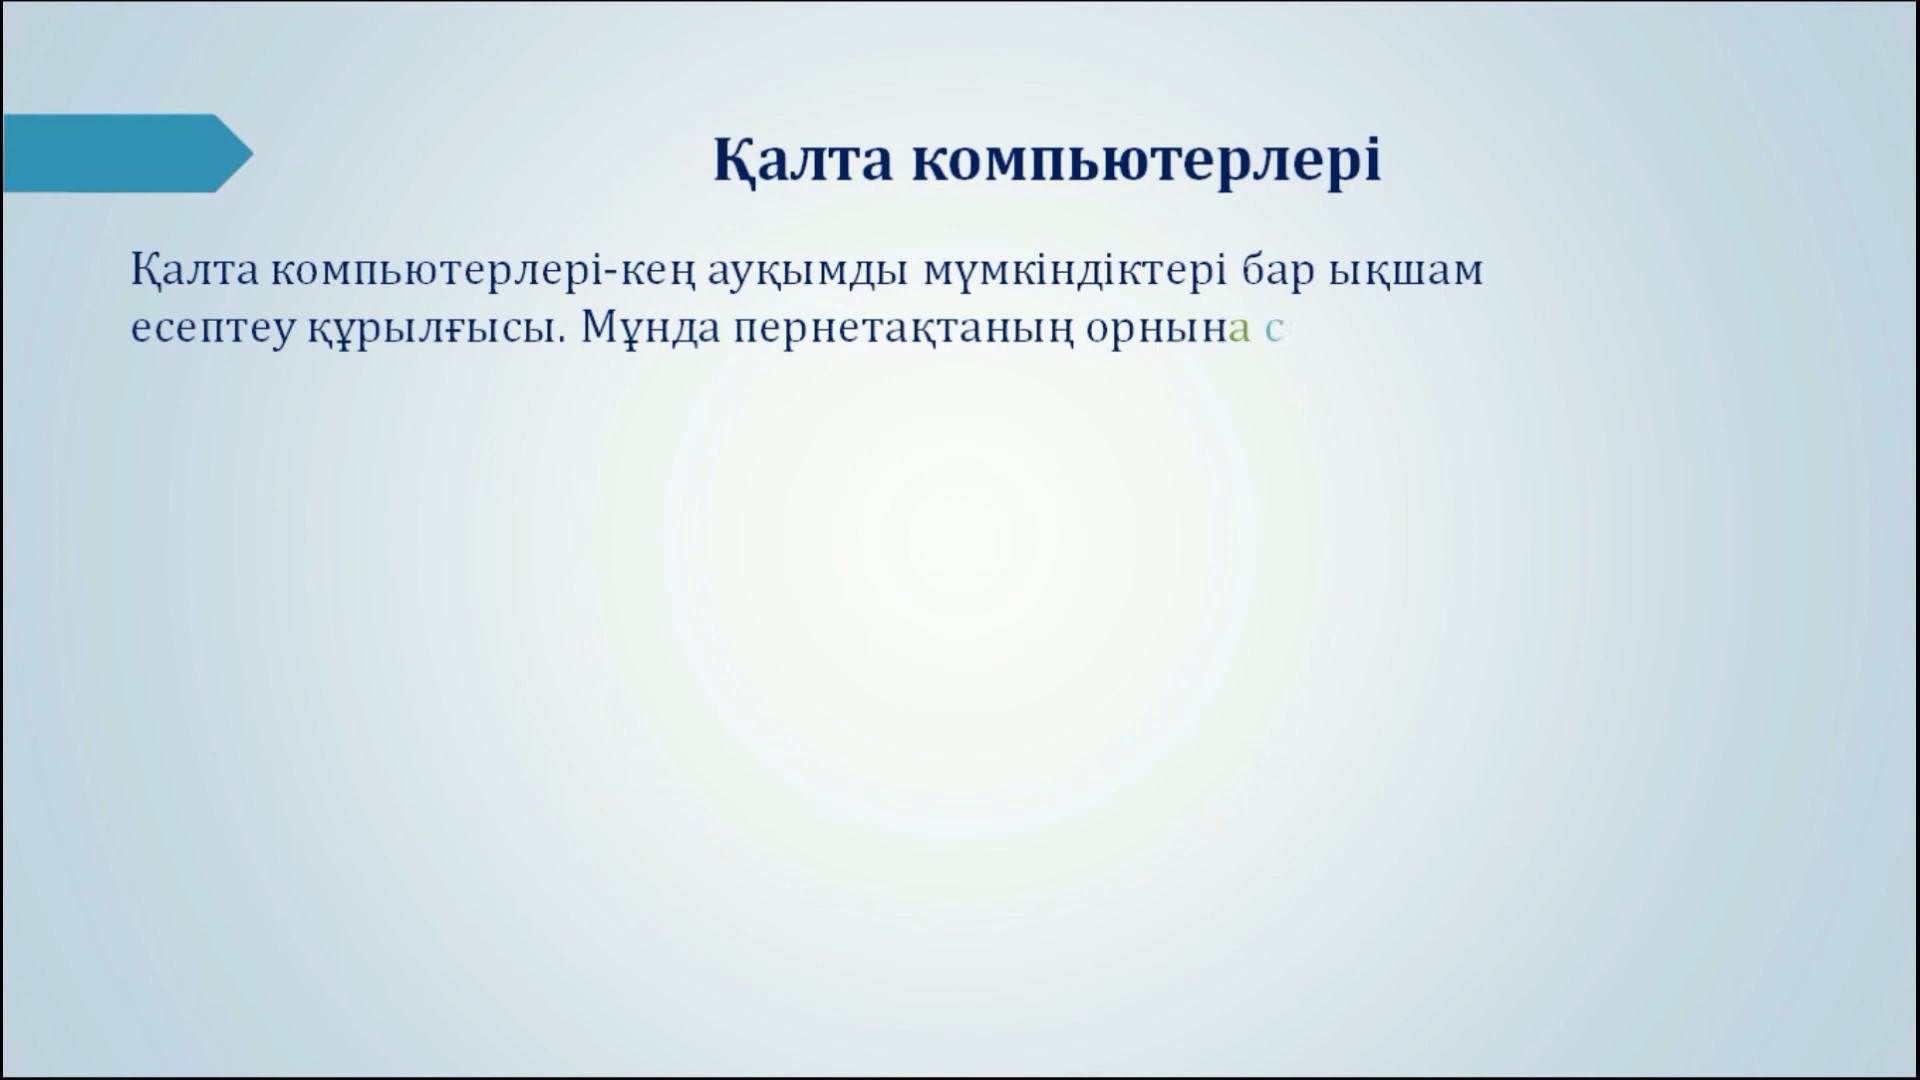 Қалта компьютерлері
Қалта компьютерлері-кең ауқымды мүмкіндіктері бар ықшам
есептеу құрылғысы. Мұнда пернетақтаның орнына с